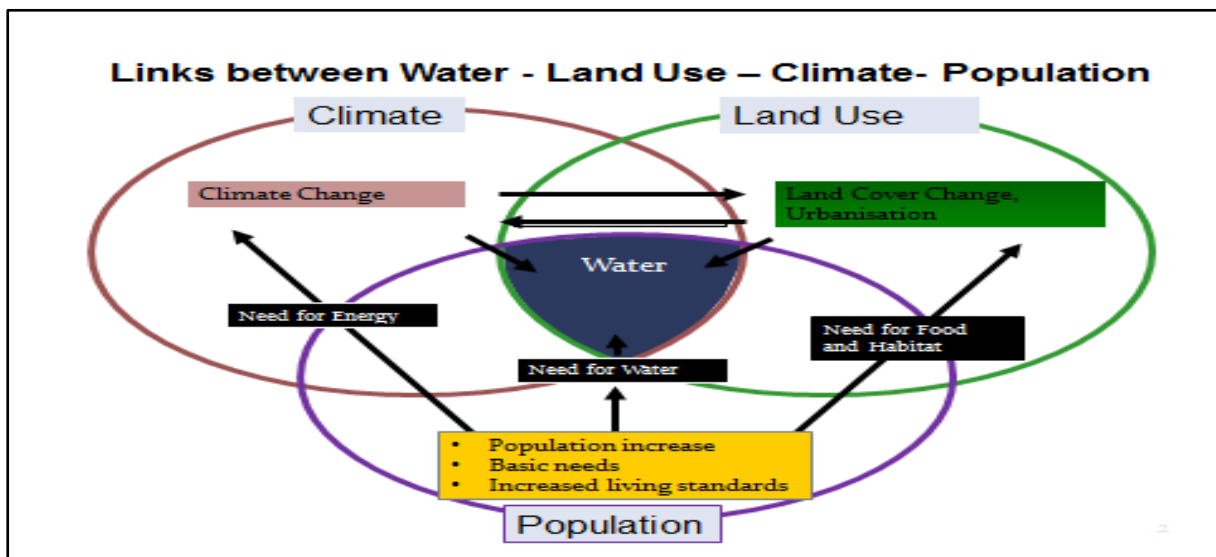 Links between Water - Land Use – Climate- Population
Climate
Land Use
Climate Change
Land Cover Change,
Urbanisation
Water
Need for Energy
Need for Food
and Habitat
Need for Water
• Population increase
• Basic needs
• Increased living standards
Population
2